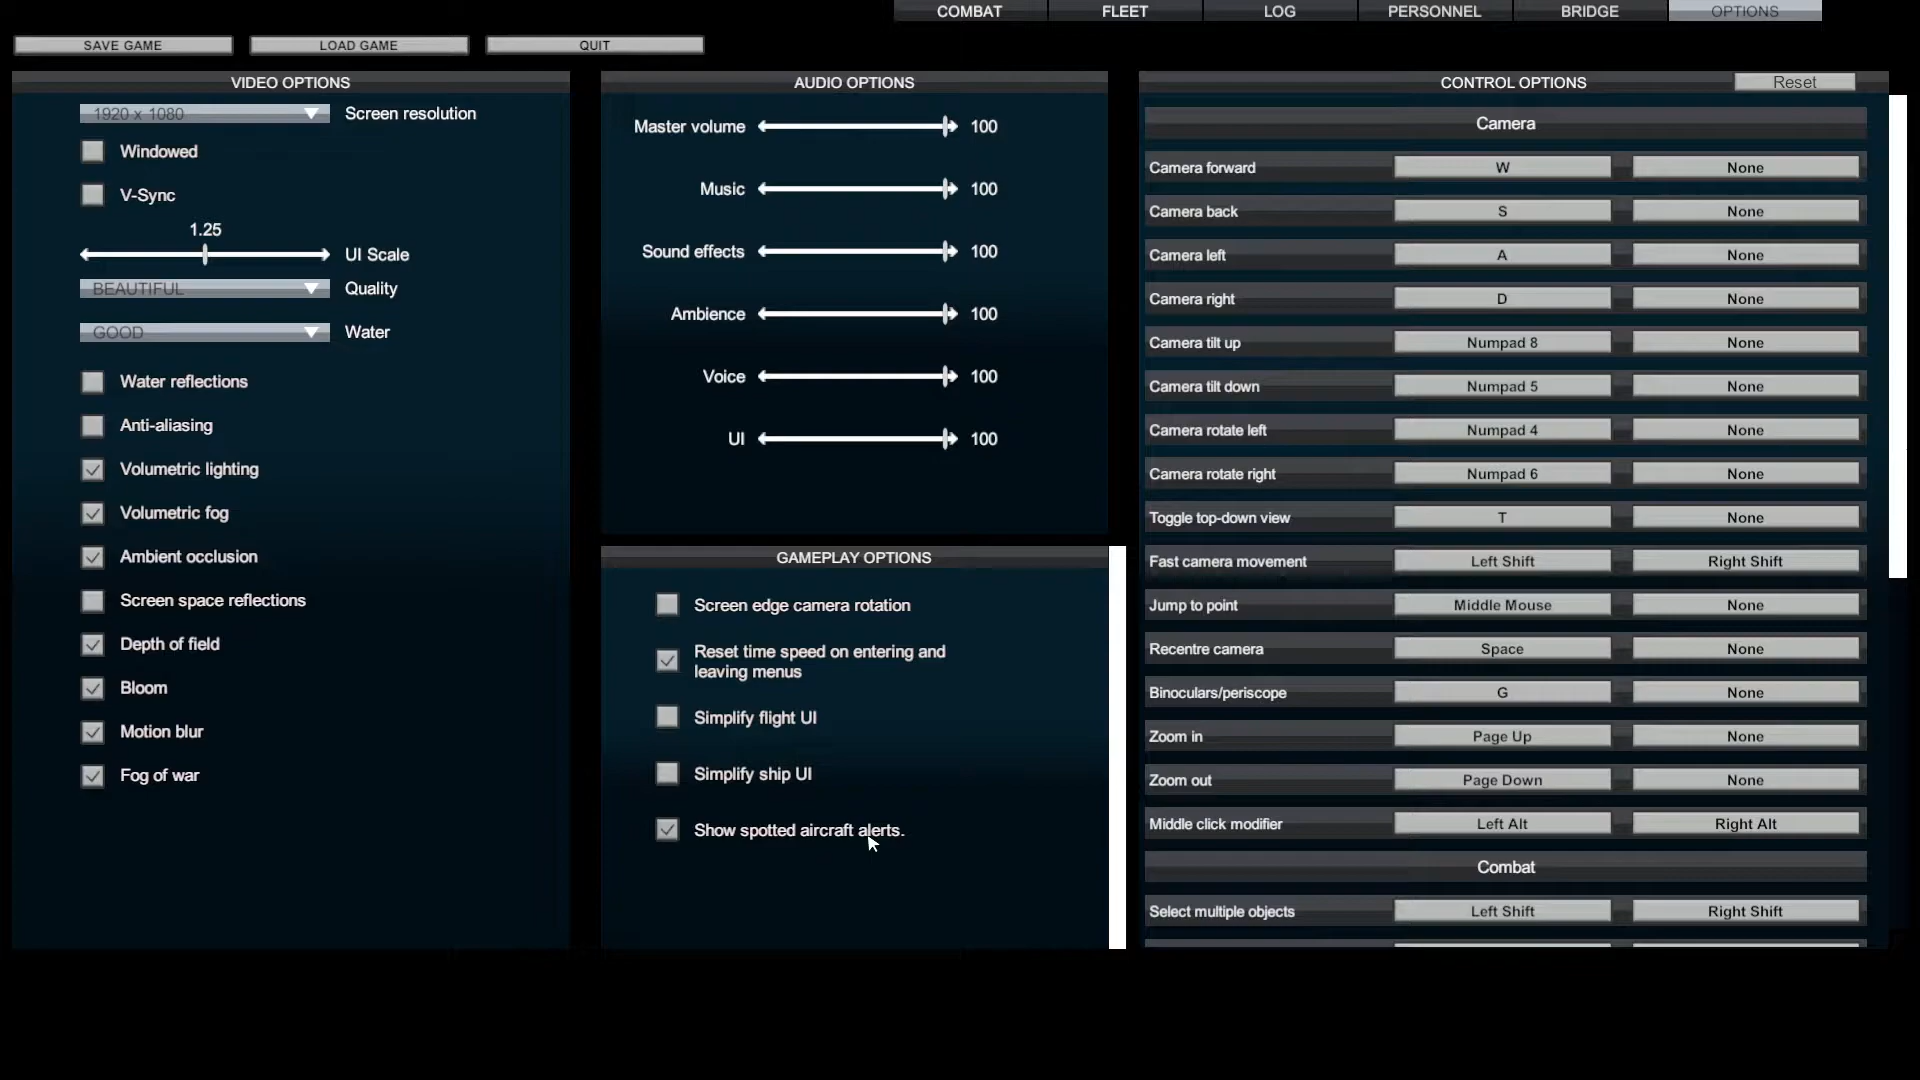 COMBAT FLEET LOG PERSONNEL BRIDGE OPTIONS
SAVE GAME LOAD GAME QUIT
VIDEO OPTIONS
1920 x 1080 Screen resolution
Windowed
V-Sync
1.25
UI Scale
BEAUTIFUL Quality
GOOD Water
Water reflections
Anti-aliasing
Volumetric lighting
Volumetric fog
Ambient occlusion
Screen space reflections
Depth of field
Bloom
Motion blur
Fog of war
AUDIO OPTIONS
Master volume 100
Music 100
Sound effects 100
Ambience 100
Voice 100
UI 100
GAMEPLAY OPTIONS
Screen edge camera rotation
Reset time speed on entering and
leaving menus
Simplify flight UI
Simplify ship UI
Show spotted aircraft alerts.
CONTROL OPTIONS Reset
Camera
Camera forward W None
Camera back S None
Camera left A None
Camera right D None
Camera tilt up Numpad 8 None
Camera tilt down Numpad 5 None
Camera rotate left Numpad 4 None
Camera rotate right Numpad 6 None
Toggle top-down view T None
Fast camera movement Left Shift Right Shift
Jump to point Middle Mouse None
Recentre camera Space None
Binoculars/periscope G None
Zoom in Page Up None
Zoom out Page Down None
Middle click modifier Left Alt Right Alt
Combat
Select multiple objects Left Shift Right Shift